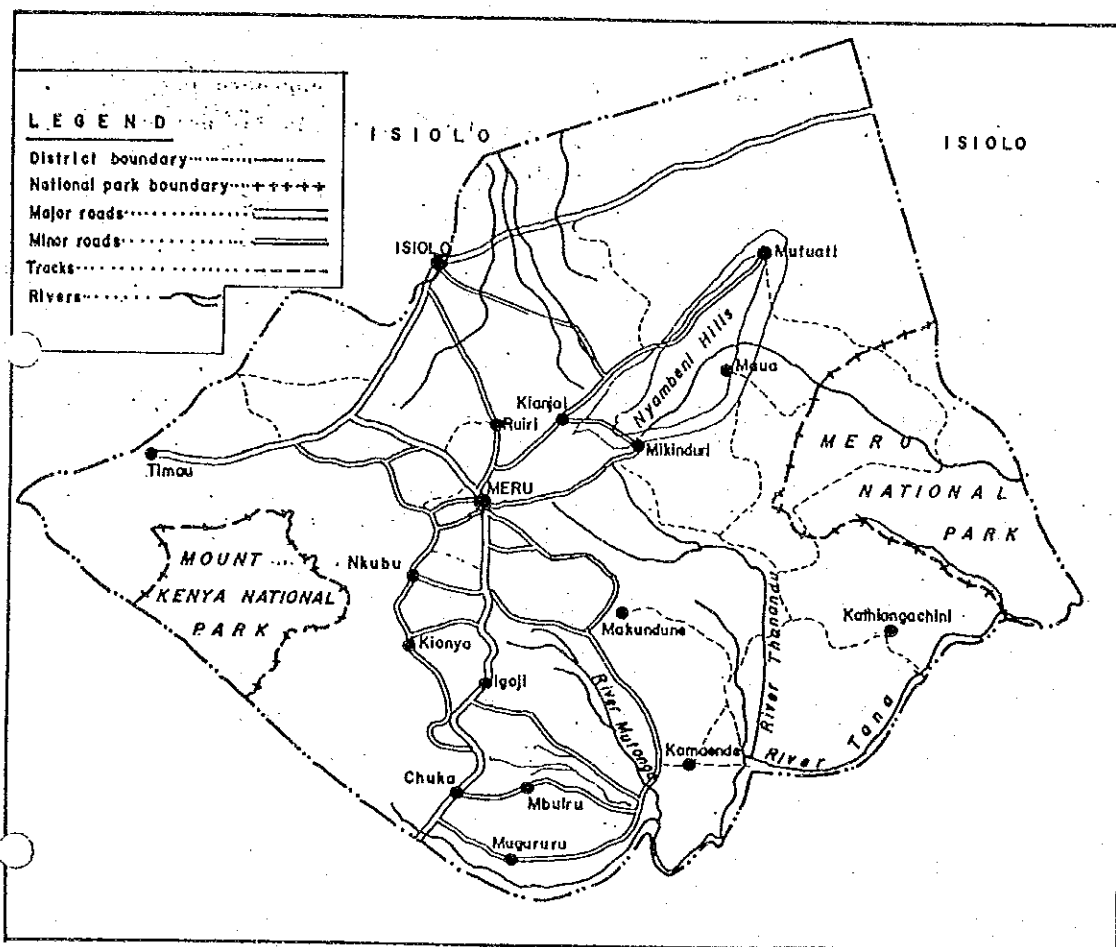 LEGEND
District boundary
National park boundary
Major roads
Minor roads
Tracks
Rivers
ISIOLO
ISIOLO
ISIOLO
Mutuati
Nyambeni Hills
Maua
Kianjai
Ruiri
Mikinduri
Timau
MERU
MERU
NATIONAL
PARK
MOUNT
KENYA NATIONAL
PARK
Nkubu
Makundune
Kathiangachini
Kionyo
Igoji
River Thanandu
River Mutonga
Kamaende
River Tana
Chuka
Mbuiru
Mugururu